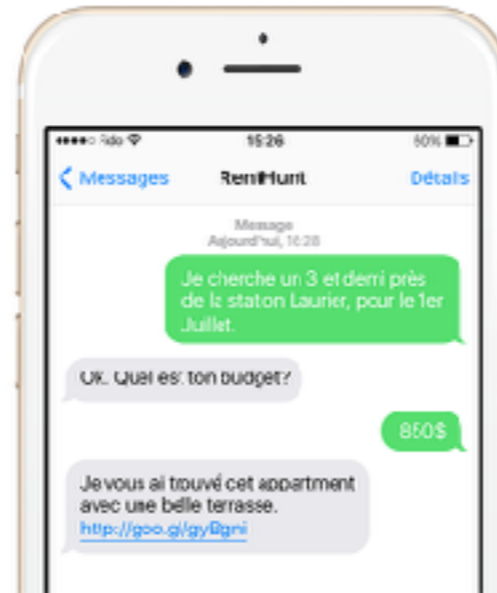 Fido
15:26
50%
Messages RentHunt Détails
Message
Aujourd'hui, 15:26
Je cherche un 3 et demi près
de la station Laurier, pour le 1er
Juillet.
Ok. Quel est ton budget?
850$
Je vous ai trouvé cet appartment
avec une belle terrasse.